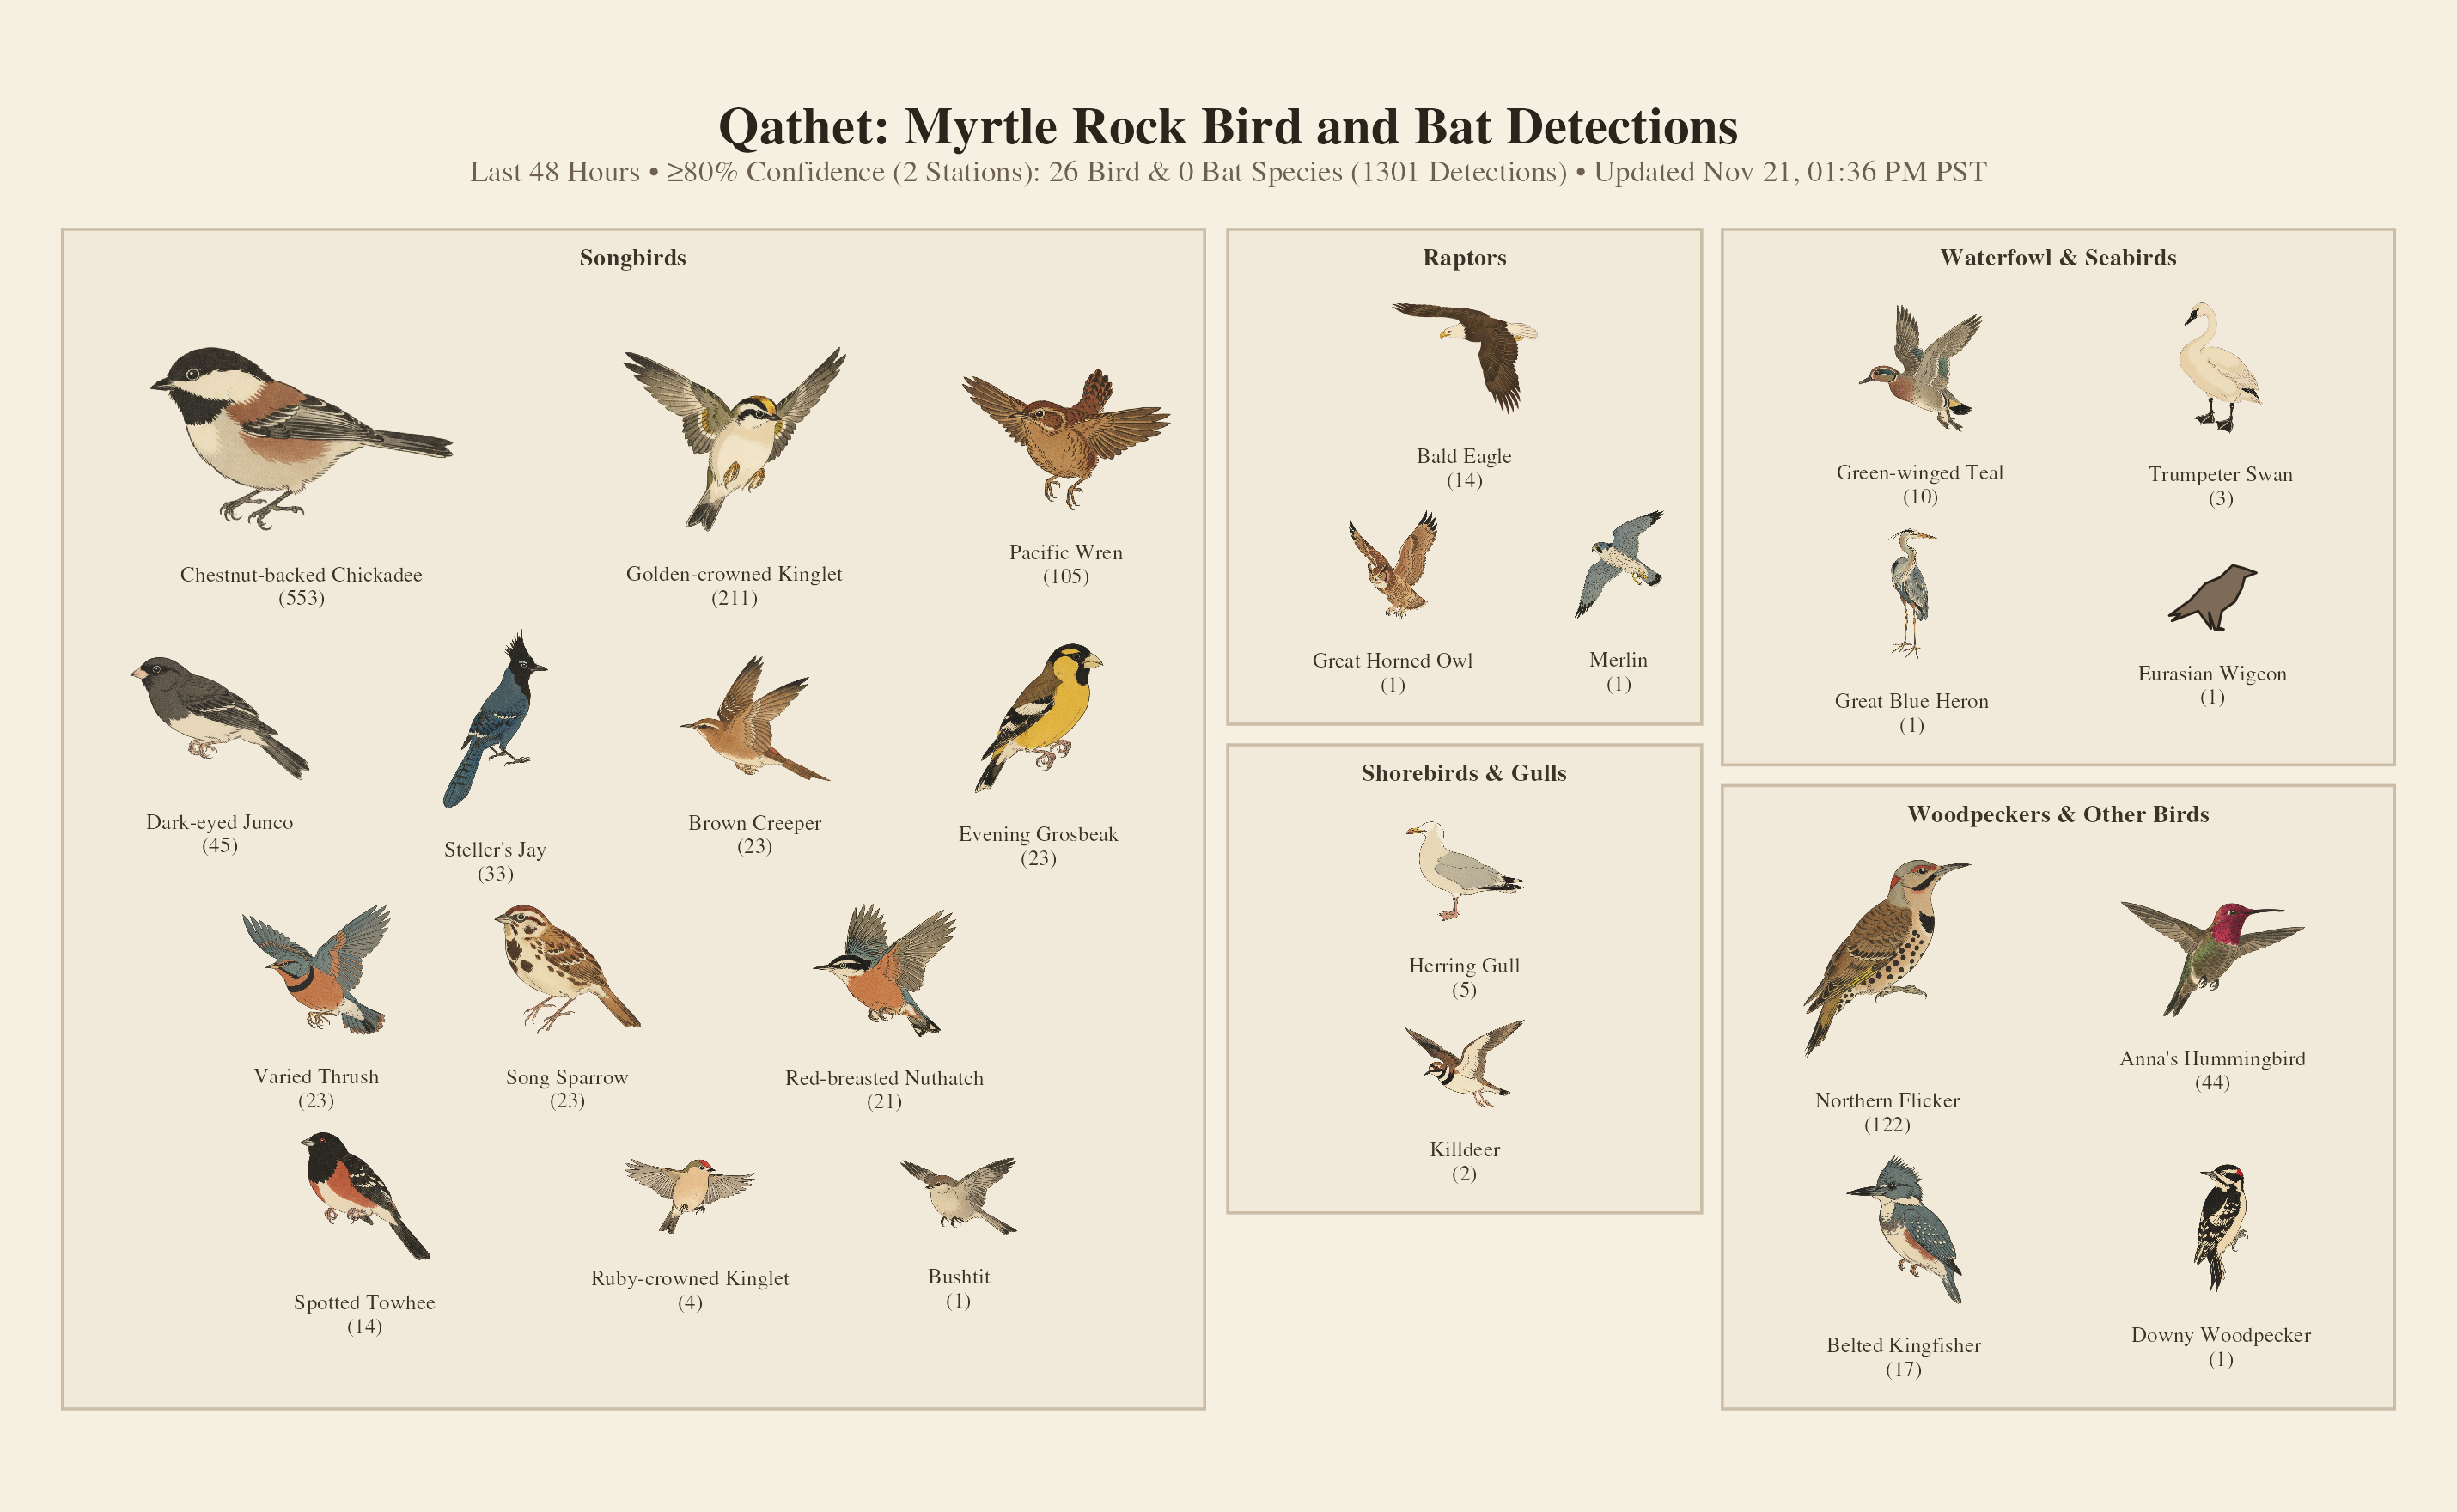 Qathet: Myrtle Rock Bird and Bat Detections
Last 48 Hours • ≥80% Confidence (2 Stations): 26 Bird & 0 Bat Species (1301 Detections) • Updated Nov 21, 01:36 PM PST
Songbirds
Chestnut-backed Chickadee
(553)
Golden-crowned Kinglet
(211)
Pacific Wren
(105)
Dark-eyed Junco
(45)
Steller's Jay
(33)
Brown Creeper
(23)
Evening Grosbeak
(23)
Varied Thrush
(23)
Song Sparrow
(23)
Red-breasted Nuthatch
(21)
Spotted Towhee
(14)
Ruby-crowned Kinglet
(4)
Bushtit
(1)
Raptors
Bald Eagle
(14)
Great Horned Owl
(1)
Merlin
(1)
Shorebirds & Gulls
Herring Gull
(5)
Killdeer
(2)
Waterfowl & Seabirds
Green-winged Teal
(10)
Trumpeter Swan
(3)
Great Blue Heron
(1)
Eurasian Wigeon
(1)
Woodpeckers & Other Birds
Northern Flicker
(122)
Anna's Hummingbird
(44)
Belted Kingfisher
(17)
Downy Woodpecker
(1)